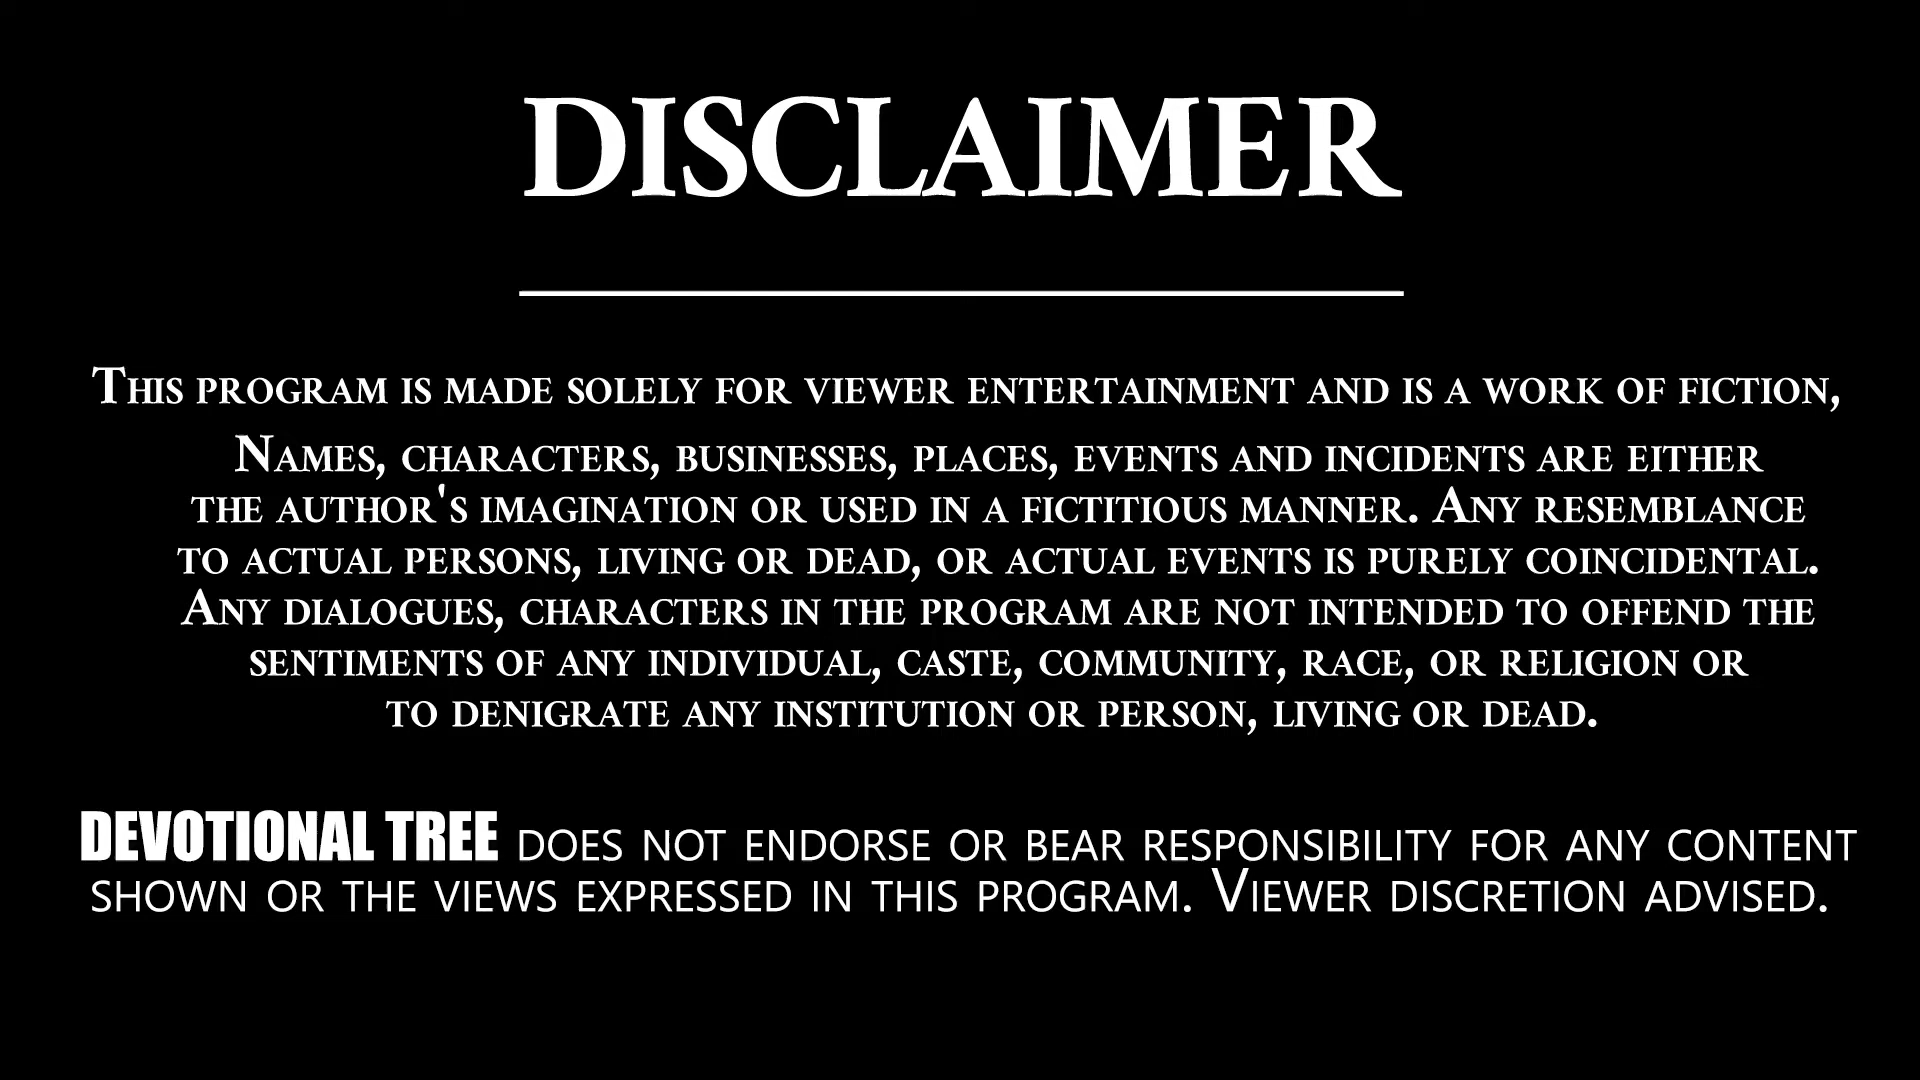 DISCLAIMER
This program is made solely for viewer entertainment and is a work of fiction,
Names, characters, businesses, places, events and incidents are either
the author's imagination or used in a fictitious manner. Any resemblance
to actual persons, living or dead, or actual events is purely coincidental.
Any dialogues, characters in the program are not intended to offend the
sentiments of any individual, caste, community, race, or religion or
to denigrate any institution or person, living or dead.
DEVOTIONAL TREE does not endorse or bear responsibility for any content
shown or the views expressed in this program. Viewer discretion advised.